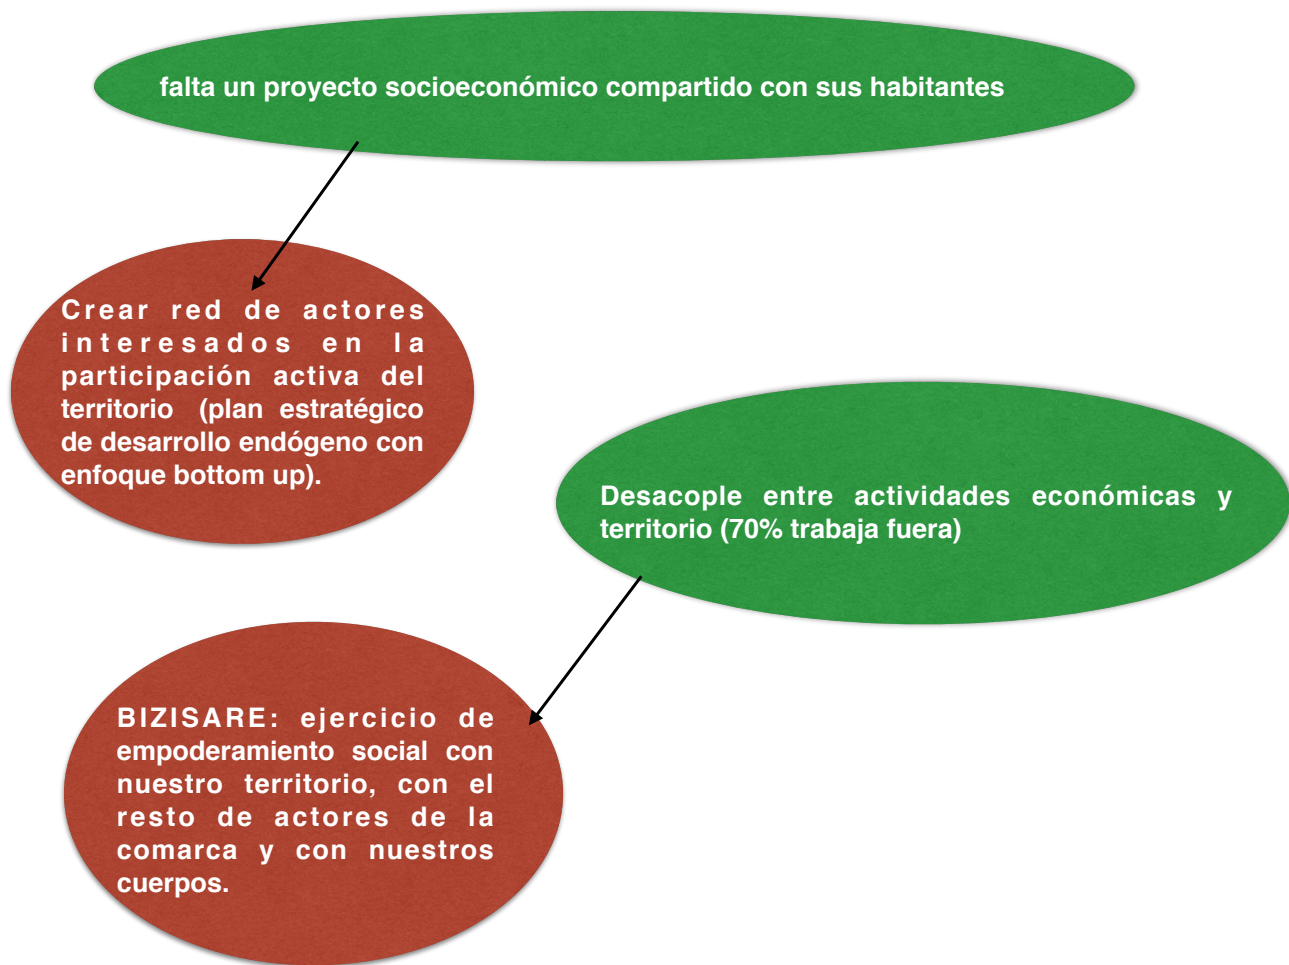 falta un proyecto socioeconómico compartido con sus habitantes
Crear red de actores
interesados en la
participación activa del
territorio (plan estratégico
de desarrollo endógeno con
enfoque bottom up).
Desacople entre actividades económicas y
territorio (70% trabaja fuera)
BIZISARE: ejercicio de
empoderamiento social con
nuestro territorio, con el
resto de actores de la
comarca y con nuestros
cuerpos.